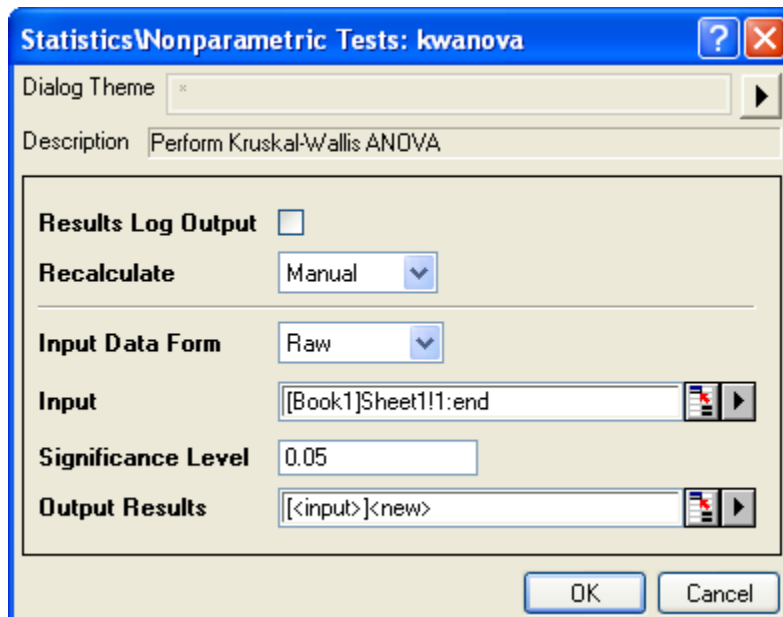 Statistics\Nonparametric Tests: kwanova
Dialog Theme *
Description Perform Kruskal-Wallis ANOVA
Results Log Output
Recalculate Manual
Input Data Form Raw
Input [Book1]Sheet1!1:end
Significance Level 0.05
Output Results [<input>]<new>
OK Cancel